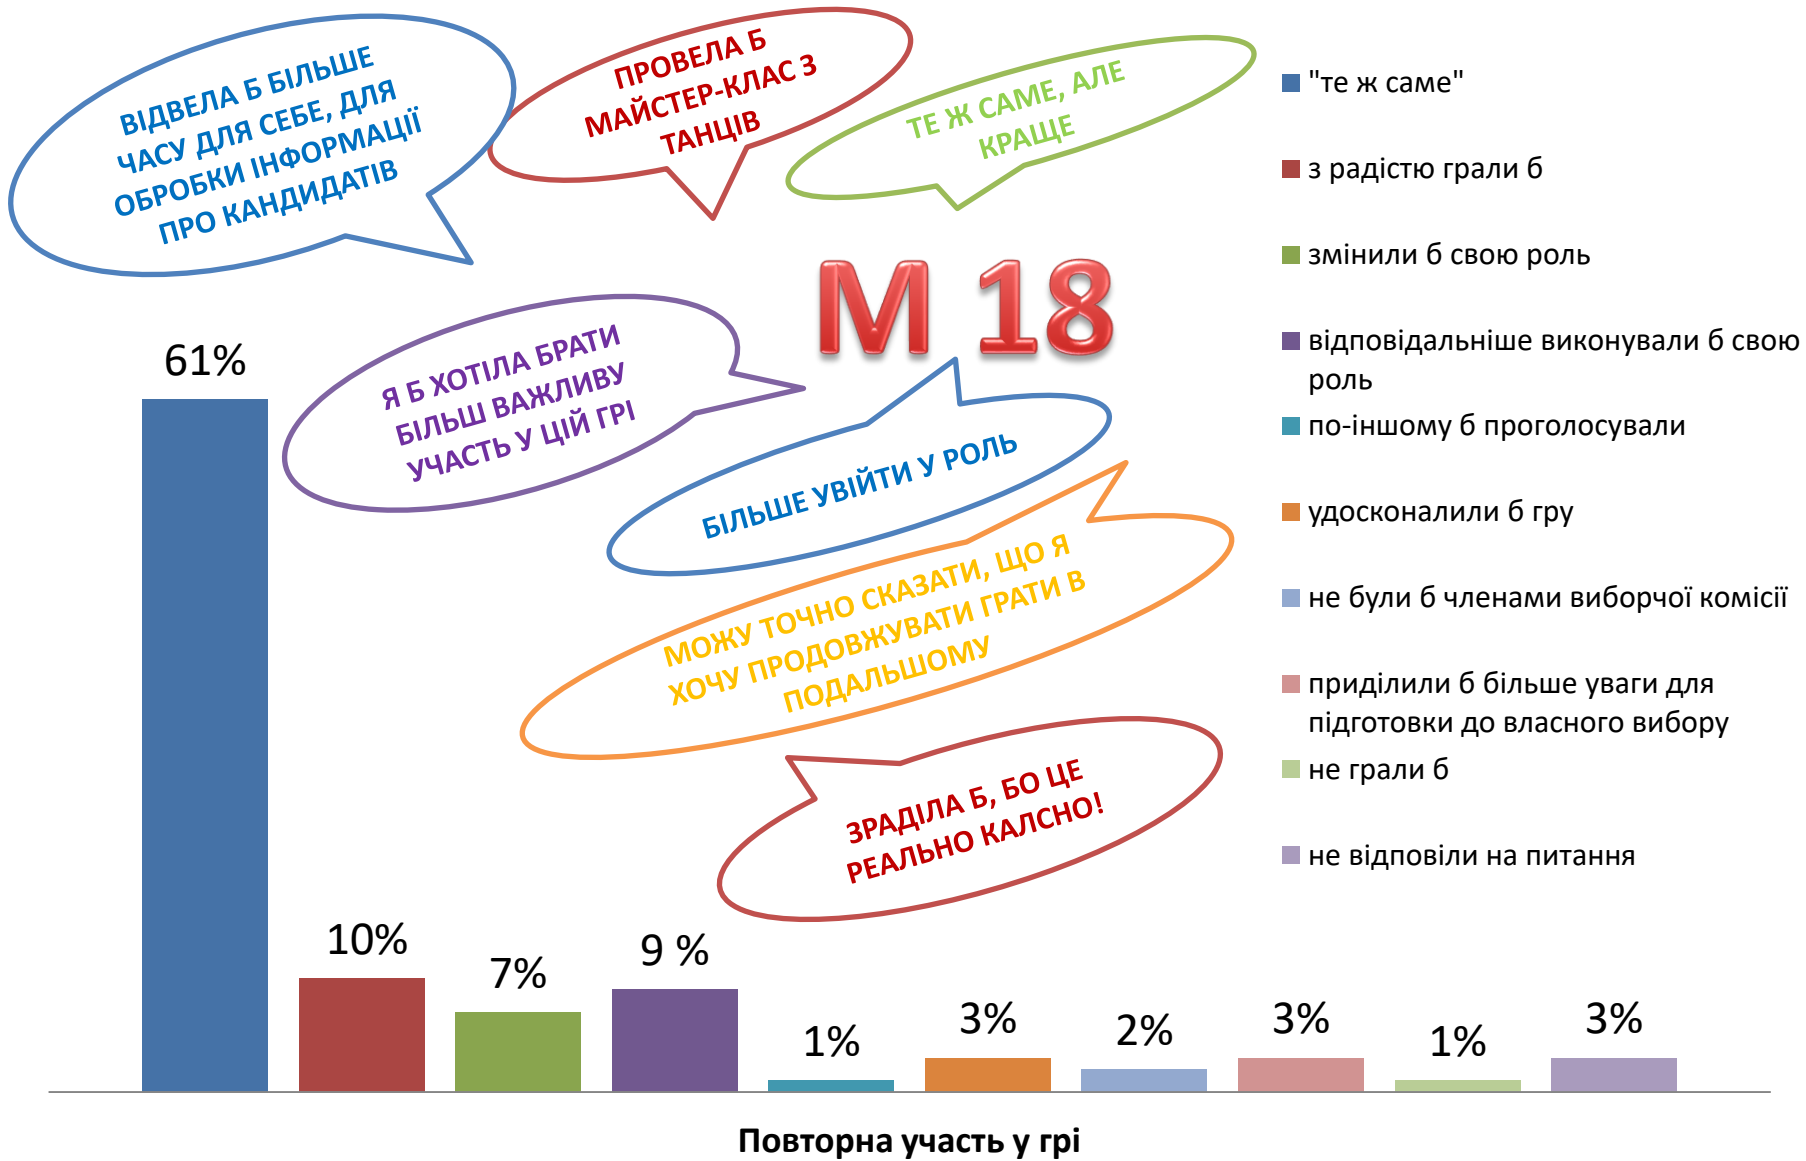 ВІДВЕЛА Б БІЛЬШЕ
ЧАСУ ДЛЯ СЕБЕ, ДЛЯ
ОБРОБКИ ІНФОРМАЦІЇ
ПРО КАНДИДАТІВ
ПРОВЕЛА Б
МАЙСТЕР-КЛАС З
ТАНЦІВ
ТЕ Ж САМЕ, АЛЕ
КРАЩЕ
М 18
Я Б ХОТІЛА БРАТИ
БІЛЬШ ВАЖЛИВУ
УЧАСТЬ У ЦІЙ ГРІ
БІЛЬШЕ УВІЙТИ У РОЛЬ
МОЖУ ТОЧНО СКАЗАТИ, ЩО Я
ХОЧУ ПРОДОВЖУВАТИ ГРАТИ В
ПОДАЛЬШОМУ
ЗРАДІЛА Б, БО ЦЕ
РЕАЛЬНО КАЛСНО!
"те ж саме"
з радістю грали б
змінили б свою роль
відповідальніше виконували б свою
роль
по-іншому б проголосували
удосконалили б гру
не були б членами виборчої комісії
приділили б більше уваги для
підготовки до власного вибору
не грали б
не відповіли на питання
61%
10%
7%
9 %
1%
3%
2%
3%
1%
3%
Повторна участь у грі